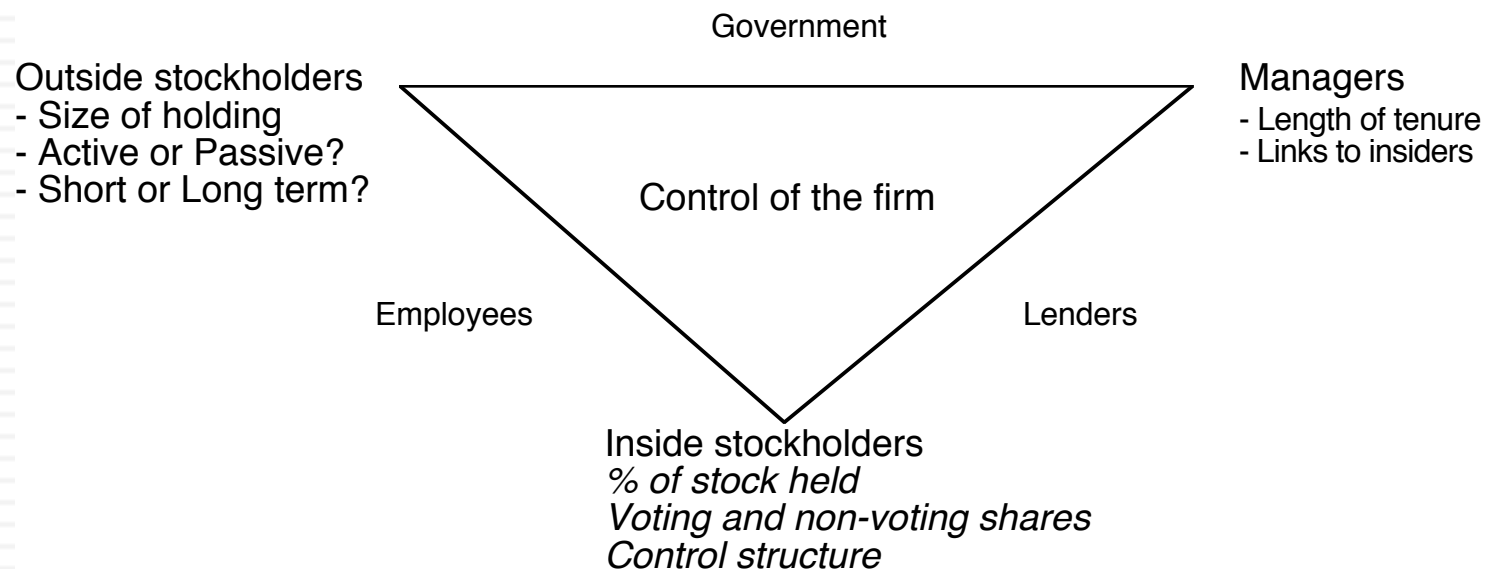 Government
Outside stockholders
- Size of holding
- Active or Passive?
- Short or Long term?
Managers
- Length of tenure
- Links to insiders
Control of the firm
Employees
Lenders
Inside stockholders
% of stock held
Voting and non-voting shares
Control structure